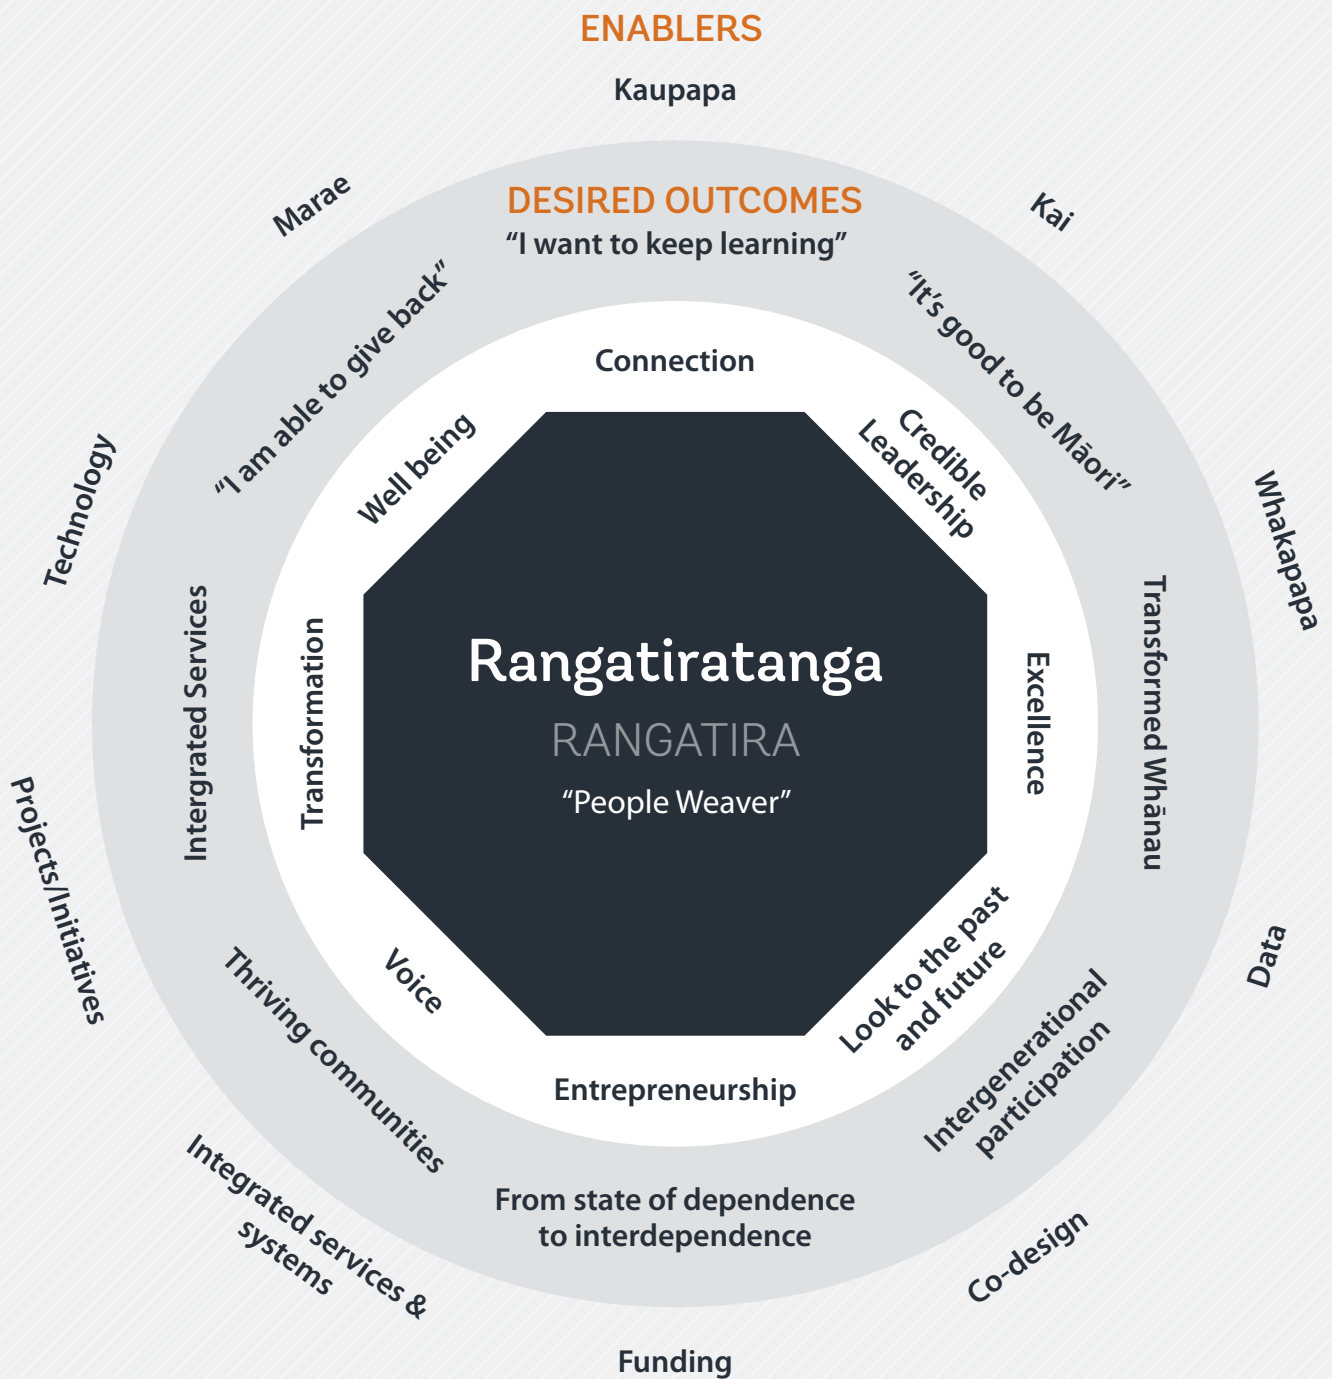 ENABLERS
Kaupapa
Kai
Whakapapa
Data
Co-design
Funding
Integrated services &
systems
Projects/Initiatives
Technology
Marae
DESIRED OUTCOMES
“I want to keep learning”
“It’s good to be Māori”
Transformed Whānau
Intergenerational
participation
From state of dependence
to interdependence
Thriving communities
Intergrated Services
“I am able to give back”
Connection
Credible
Leadership
Excellence
Look to the past
and future
Entrepreneurship
Voice
Transformation
Well being
Rangatiratanga
RANGATIRA
“People Weaver”